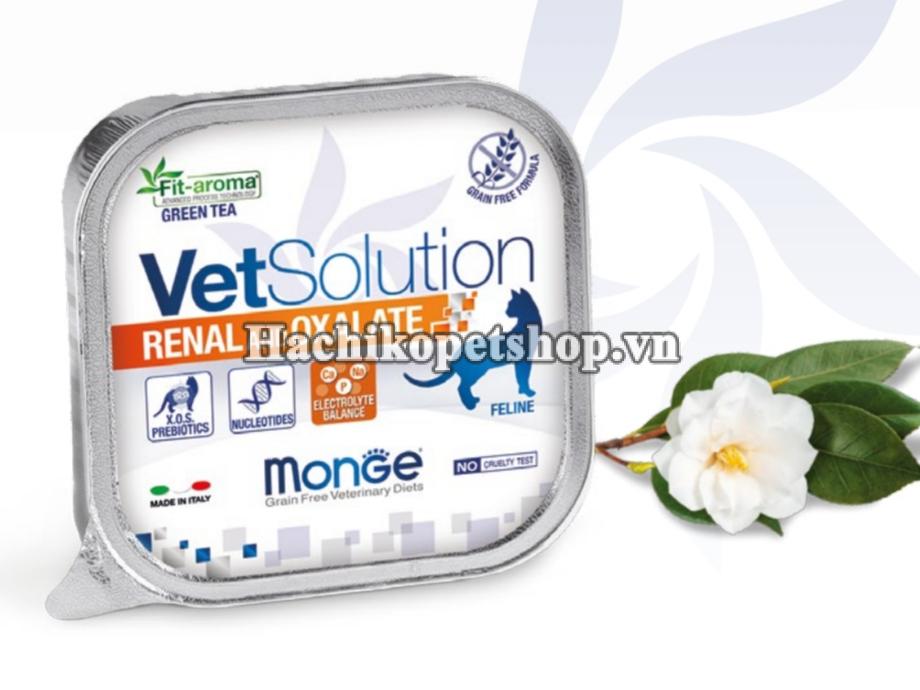 Fit-aroma®
ADVANCED PROCESS TECHNOLOGY
GREEN TEA
GRAIN FREE FORMULA
VetSolution
RENAL AND OXALATE
Hachikopetshop.vn
X.O.S.
PREBIOTICS
NUCLEOTIDES
Ca Na
P
ELECTROLYTE
BALANCE
FELINE
monGe
Grain Free Veterinary Diets
NO CRUELTY TEST
MADE IN ITALY